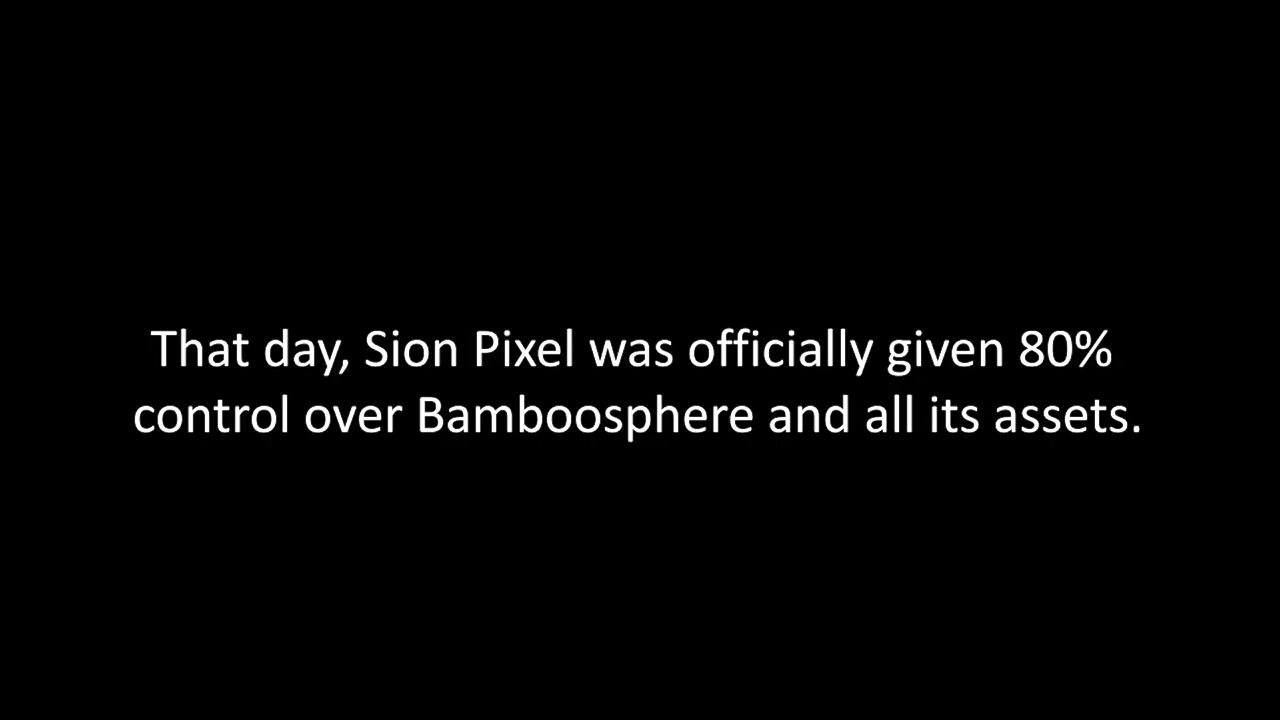 That day, Sion Pixel was officially given 80%
control over Bamboosphere and all its assets.